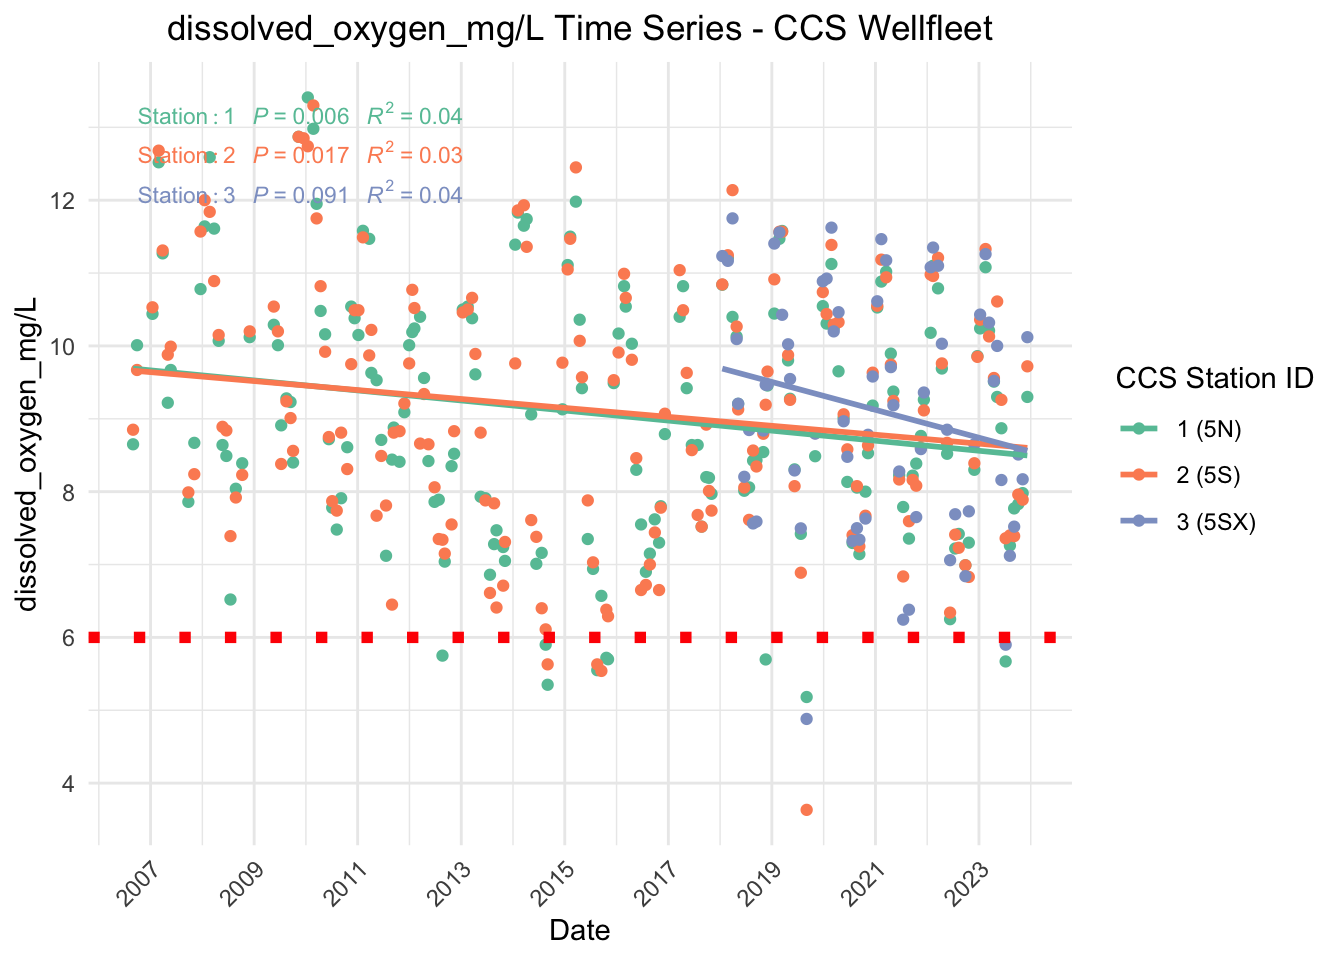 dissolved_oxygen_mg/L Time Series - CCS Wellfleet
Station: 1 P = 0.006 R² = 0.04
Station: 2 P = 0.017 R² = 0.03
Station: 3 P = 0.091 R² = 0.04
12
10
8
6
4
dissolved_oxygen_mg/L
2007 2009 2011 2013 2015 2017 2019 2021 2023
Date
CCS Station ID
1 (5N)
2 (5S)
3 (5SX)